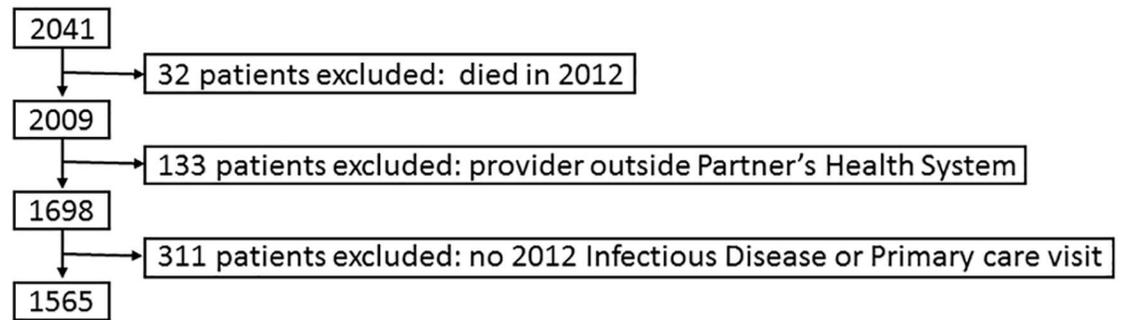 2041
32 patients excluded: died in 2012
2009
133 patients excluded: provider outside Partner’s Health System
1698
311 patients excluded: no 2012 Infectious Disease or Primary care visit
1565